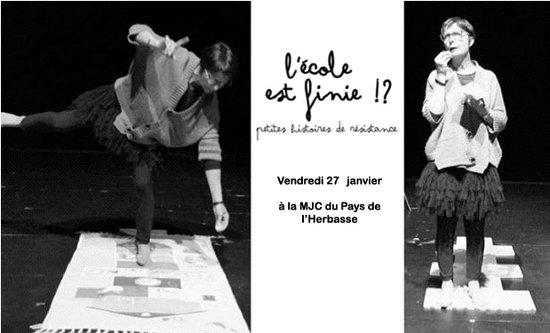 l'école
est finie !?
petites histoires de résistance
Vendredi 27 janvier
à la MJC du Pays de
l'Herbasse